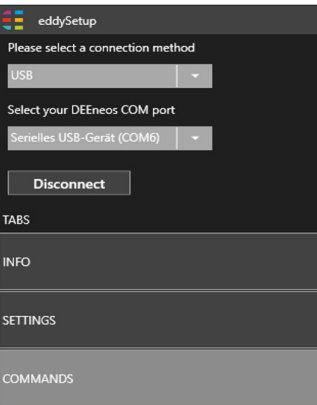 eddySetup
Please select a connection method
USB
Select your DEEneos COM port
Serielles USB-Gerät (COM6)
Disconnect
TABS
INFO
SETTINGS
COMMANDS